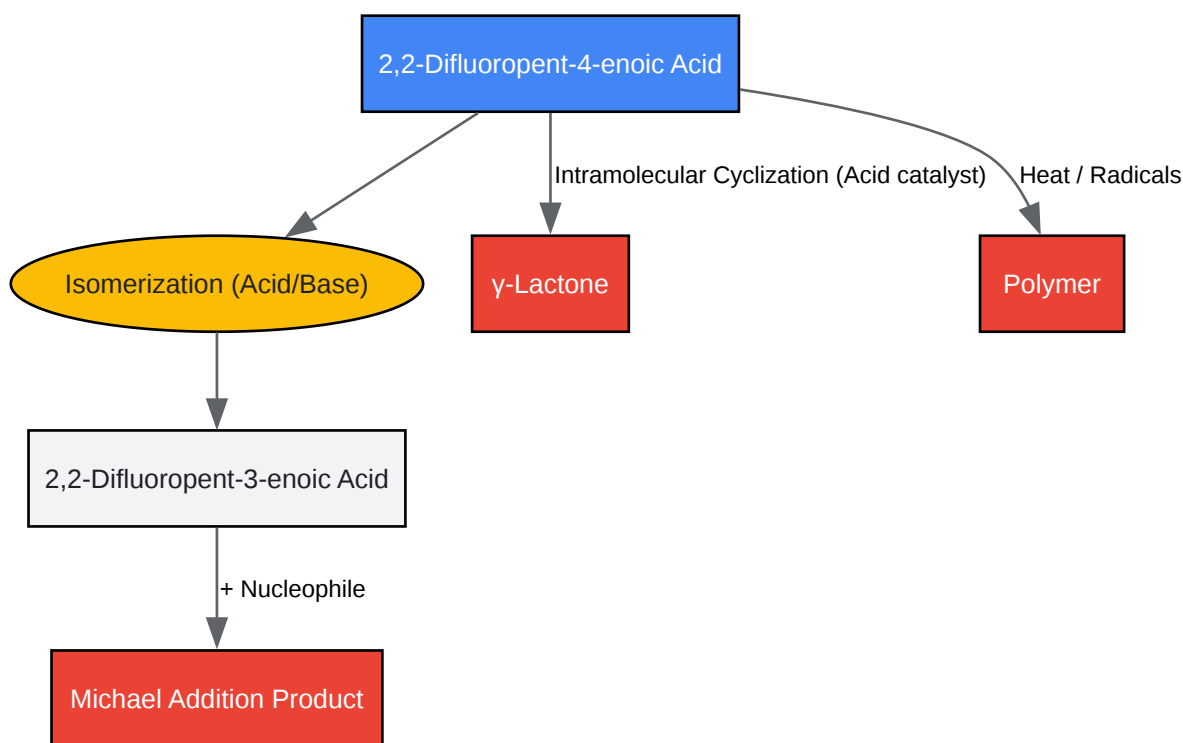 2,2-Difluoropent-4-enoic Acid
Intramolecular Cyclization (Acid catalyst)
Heat / Radicals
Isomerization (Acid/Base)
γ-Lactone
Polymer
2,2-Difluoropent-3-enoic Acid
+ Nucleophile
Michael Addition Product